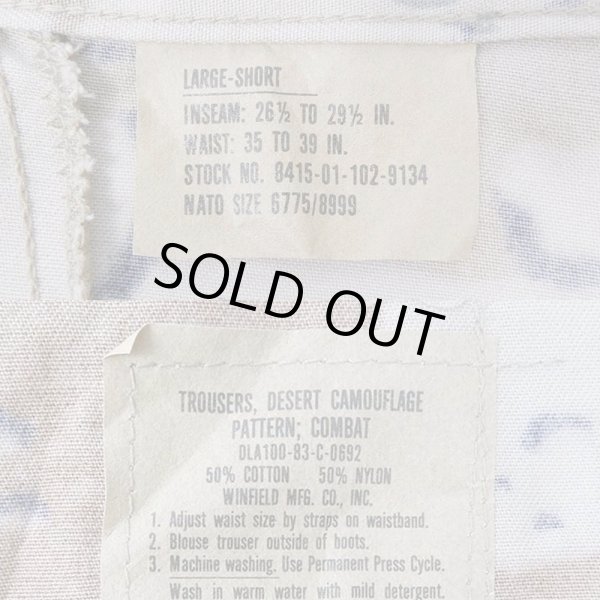 LARGE-SHORT
INSEAM: 26½ TO 29½ IN.
WAIST: 35 TO 39 IN.
STOCK NO. 8415-01-102-9134
NATO SIZE 6775/8999
SOLD OUT
TROUSERS, DESERT CAMOUFLAGE
PATTERN; COMBAT
DLA100-83-C-0692
50% COTTON 50% NYLON
WINFIELD MFG. CO., INC.
1. Adjust waist size by straps on waistband.
2. Blouse trouser outside of boots.
3. Machine washing. Use Permanent Press Cycle.
Wash in warm water with mild detergent.